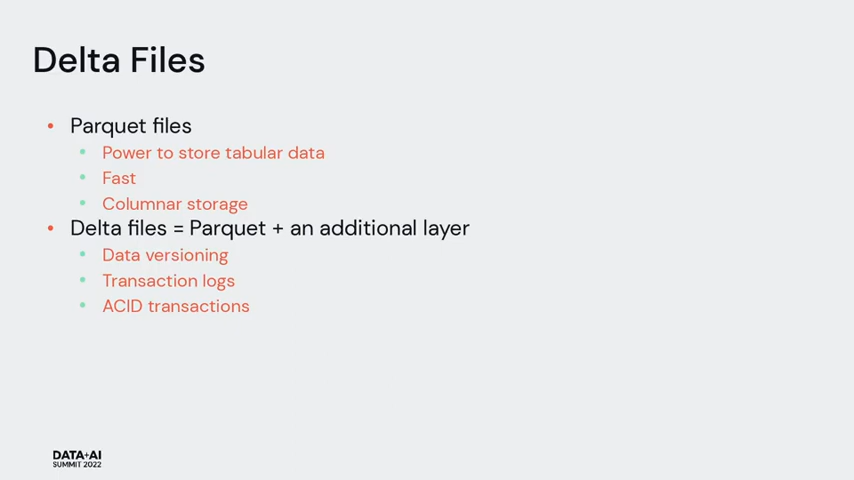 Delta Files
• Parquet files
• Power to store tabular data
• Fast
• Columnar storage
• Delta files = Parquet + an additional layer
• Data versioning
• Transaction logs
• ACID transactions
DATA+AI
SUMMIT 2022